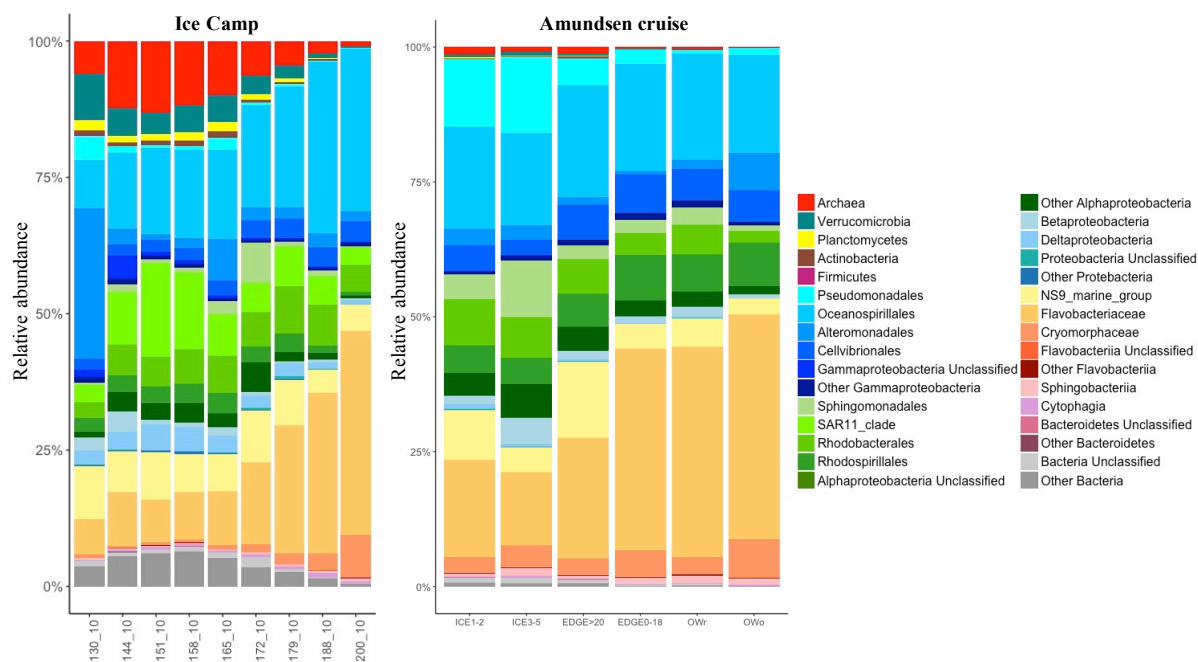 Ice Camp
Amundsen cruise
Relative abundance
100%
75%
50%
25%
0%
130_10
144_10
151_10
158_10
165_10
172_10
179_10
188_10
200_10
Relative abundance
100%
75%
50%
25%
0%
ICE1-2
ICE3-5
EDGE>20
EDGE0-18
OWr
OWo
Archaea
Verrucomicrobia
Planctomycetes
Actinobacteria
Firmicutes
Pseudomonadales
Oceanospirillales
Alteromonadales
Cellvibrionales
Gammaproteobacteria Unclassified
Other Gammaproteobacteria
Sphingomonadales
SAR11_clade
Rhodobacterales
Rhodospirillales
Alphaproteobacteria Unclassified
Other Alphaproteobacteria
Betaproteobacteria
Deltaproteobacteria
Proteobacteria Unclassified
Other Protebacteria
NS9_marine_group
Flavobacteriaceae
Cryomorphaceae
Flavobacteriia Unclassified
Other Flavobacteriia
Sphingobacteriia
Cytophagia
Bacteroidetes Unclassified
Other Bacteroidetes
Bacteria Unclassified
Other Bacteria